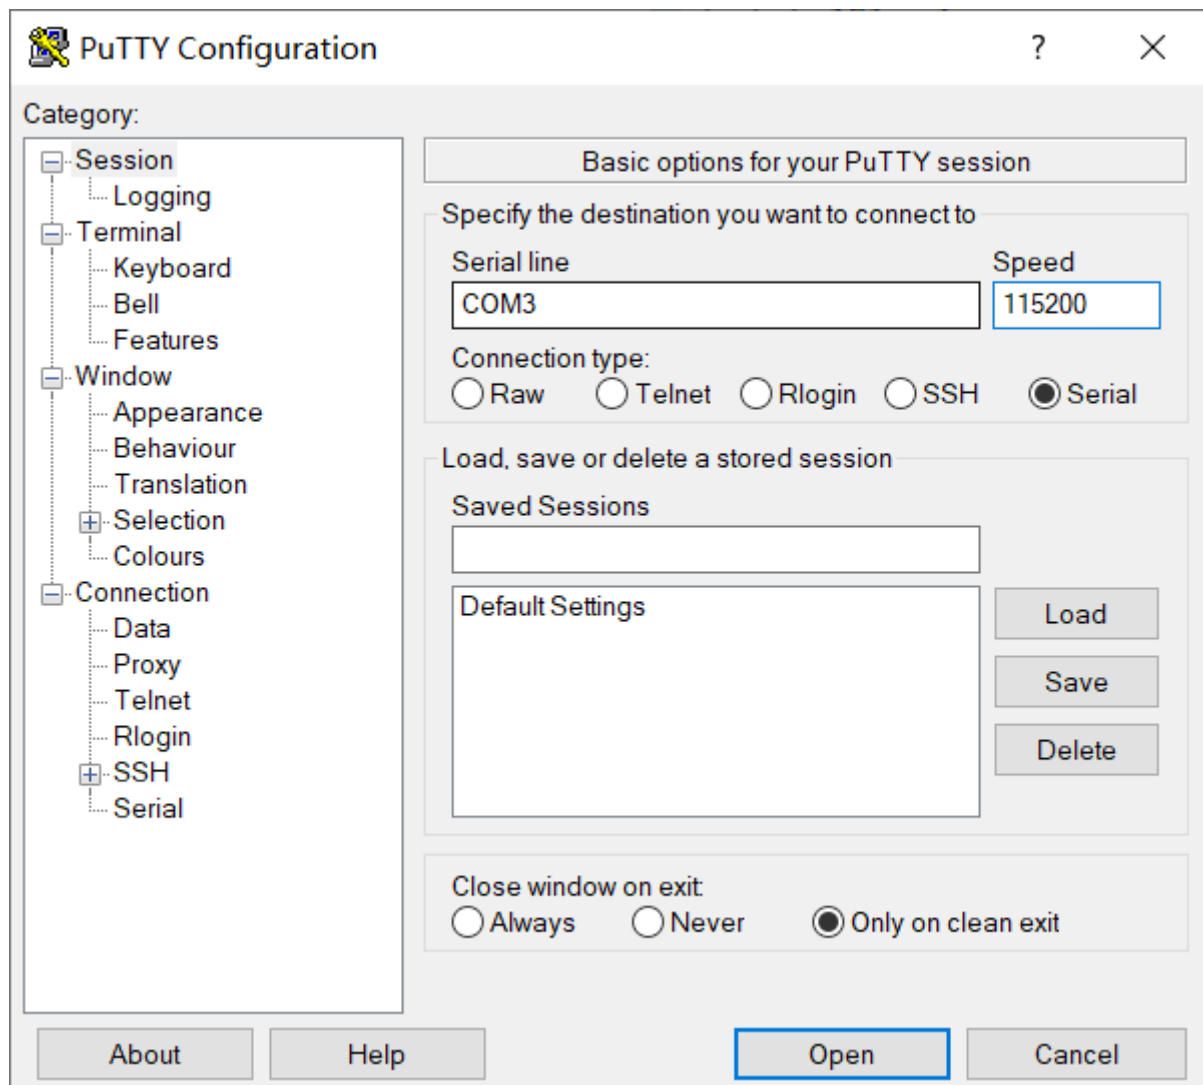 PuTTY Configuration
?
Category:
Session
Logging
Terminal
Keyboard
Bell
Features
Window
Appearance
Behaviour
Translation
Selection
Colours
Connection
Data
Proxy
Telnet
Rlogin
SSH
Serial
Basic options for your PuTTY session
Specify the destination you want to connect to
Serial line Speed
COM3 115200
Connection type:
Raw Telnet Rlogin SSH Serial
Load, save or delete a stored session
Saved Sessions
Default Settings
Load
Save
Delete
Close window on exit:
Always Never Only on clean exit
About Help Open Cancel